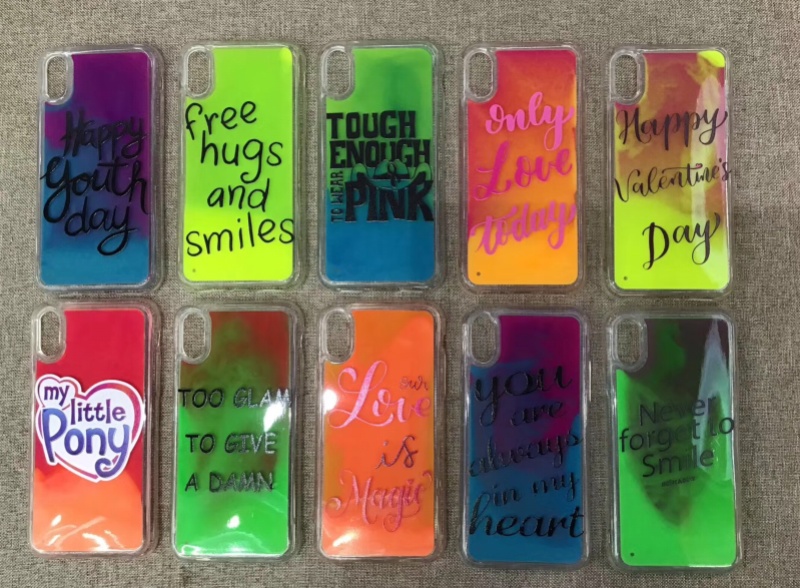 Happy
Youth
day
free
hugs
and
smiles
TOUGH
ENOUGH
TO WEAR
PINK
only
Love
today
Happy
Valentine's
Day
my
little
Pony
TOO GLAM
TO GIVE
A DAMN
our
Love
is
Magic
you
are
always
in my
heart
Never
forget to
Smile